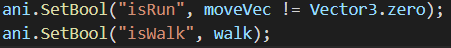 ani.SetBool("isRun", moveVec != Vector3.zero);
ani.SetBool("isWalk", walk);